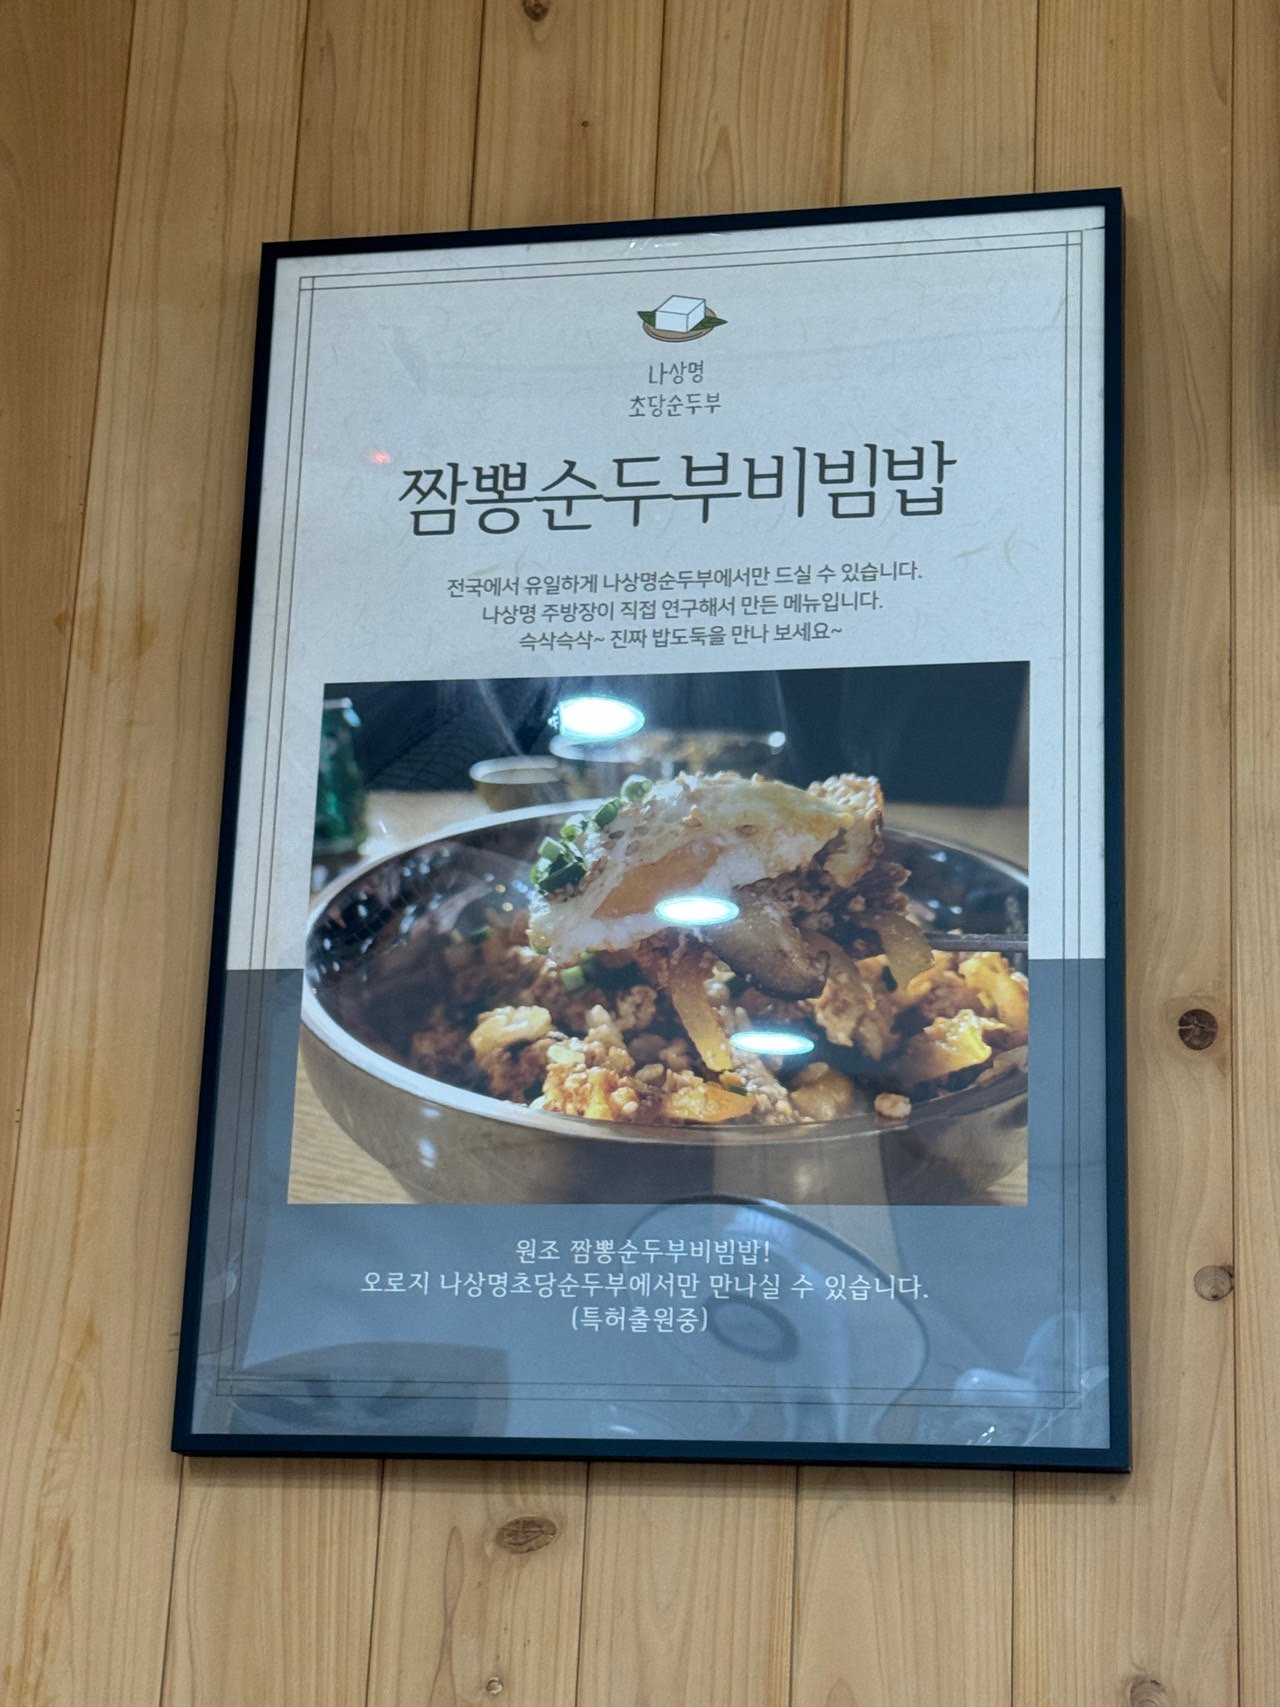 나상명
초당순두부
짬뽕순두부비빔밥
전국에서 유일하게 나상명순두부에서만 드실 수 있습니다.
나상명 주방장이 직접 연구해서 만든 메뉴입니다.
슥삭슥삭~ 진짜 밥도둑을 만나 보세요~
원조 짬뽕순두부비빔밥!
오로지 나상명초당순두부에서만 만나실 수 있습니다.
(특허출원중)